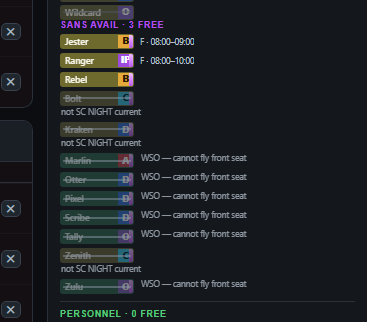 Wildcard
SANS AVAIL · 3 FREE
Jester B F · 08:00–09:00
Ranger IP F · 08:00–10:00
Rebel B
Bolt C
not SC NIGHT current
Kraken D
not SC NIGHT current
Marlin A WSO — cannot fly front seat
Otter D WSO — cannot fly front seat
Pixel D WSO — cannot fly front seat
Scribe D WSO — cannot fly front seat
Tally WSO — cannot fly front seat
Zenith C
not SC NIGHT current
Zulu D WSO — cannot fly front seat
PERSONNEL · 0 FREE